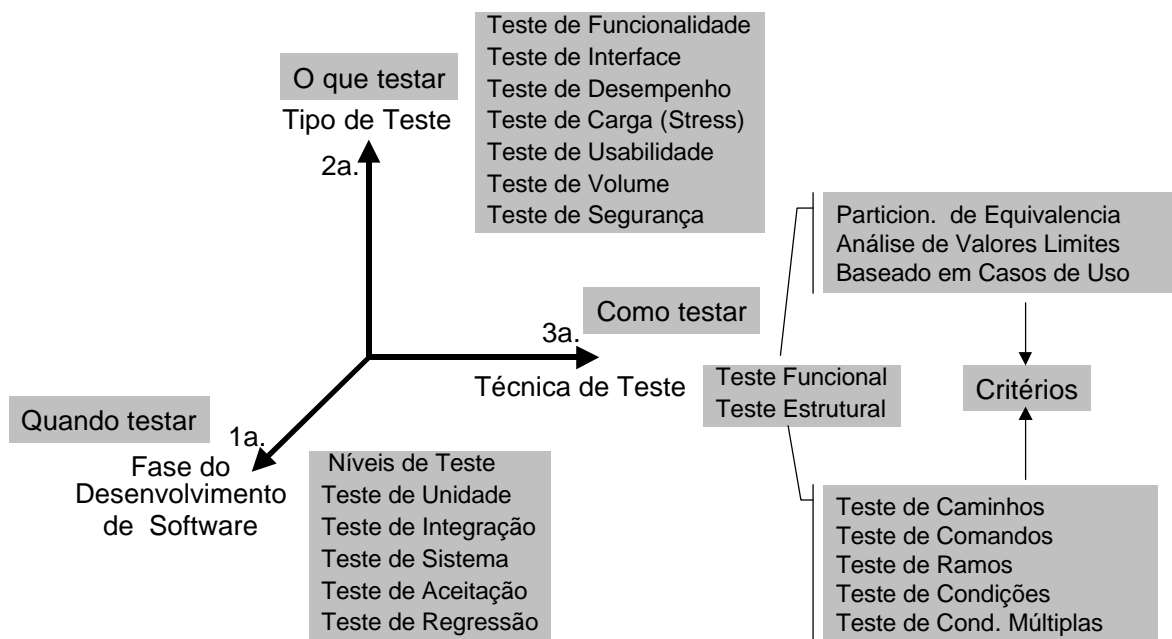 O que testar
Tipo de Teste
2a.
Teste de Funcionalidade
Teste de Interface
Teste de Desempenho
Teste de Carga (Stress)
Teste de Usabilidade
Teste de Volume
Teste de Segurança
Como testar
3a.
Técnica de Teste
Teste Funcional
Teste Estrutural
Particion. de Equivalencia
Análise de Valores Limites
Baseado em Casos de Uso
Critérios
Teste de Caminhos
Teste de Comandos
Teste de Ramos
Teste de Condições
Teste de Cond. Múltiplas
Quando testar
1a.
Fase do
Desenvolvimento
de Software
Níveis de Teste
Teste de Unidade
Teste de Integração
Teste de Sistema
Teste de Aceitação
Teste de Regressão